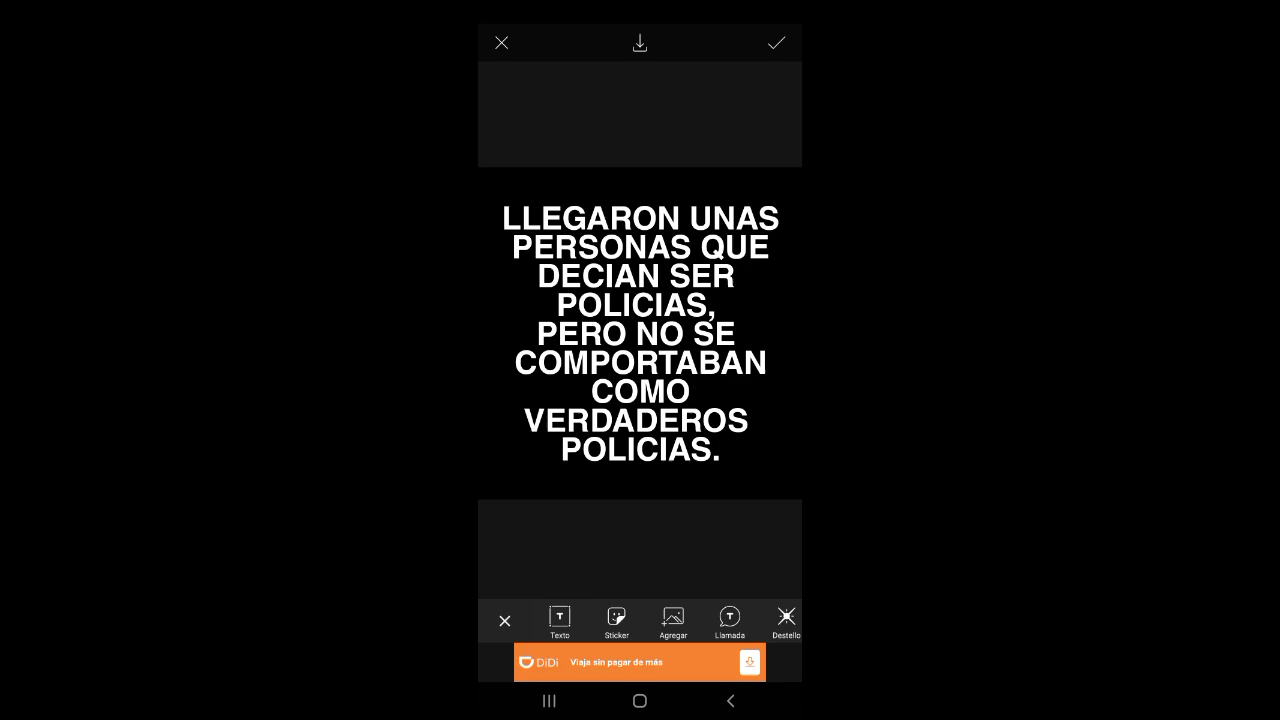 LLEGARON UNAS
PERSONAS QUE
DECIAN SER
POLICIAS,
PERO NO SE
COMPORTABAN
COMO
VERDADEROS
POLICIAS.
Texto
Sticker
Agregar
Llamada
Destello
DiDi
Viaja sin pagar de más